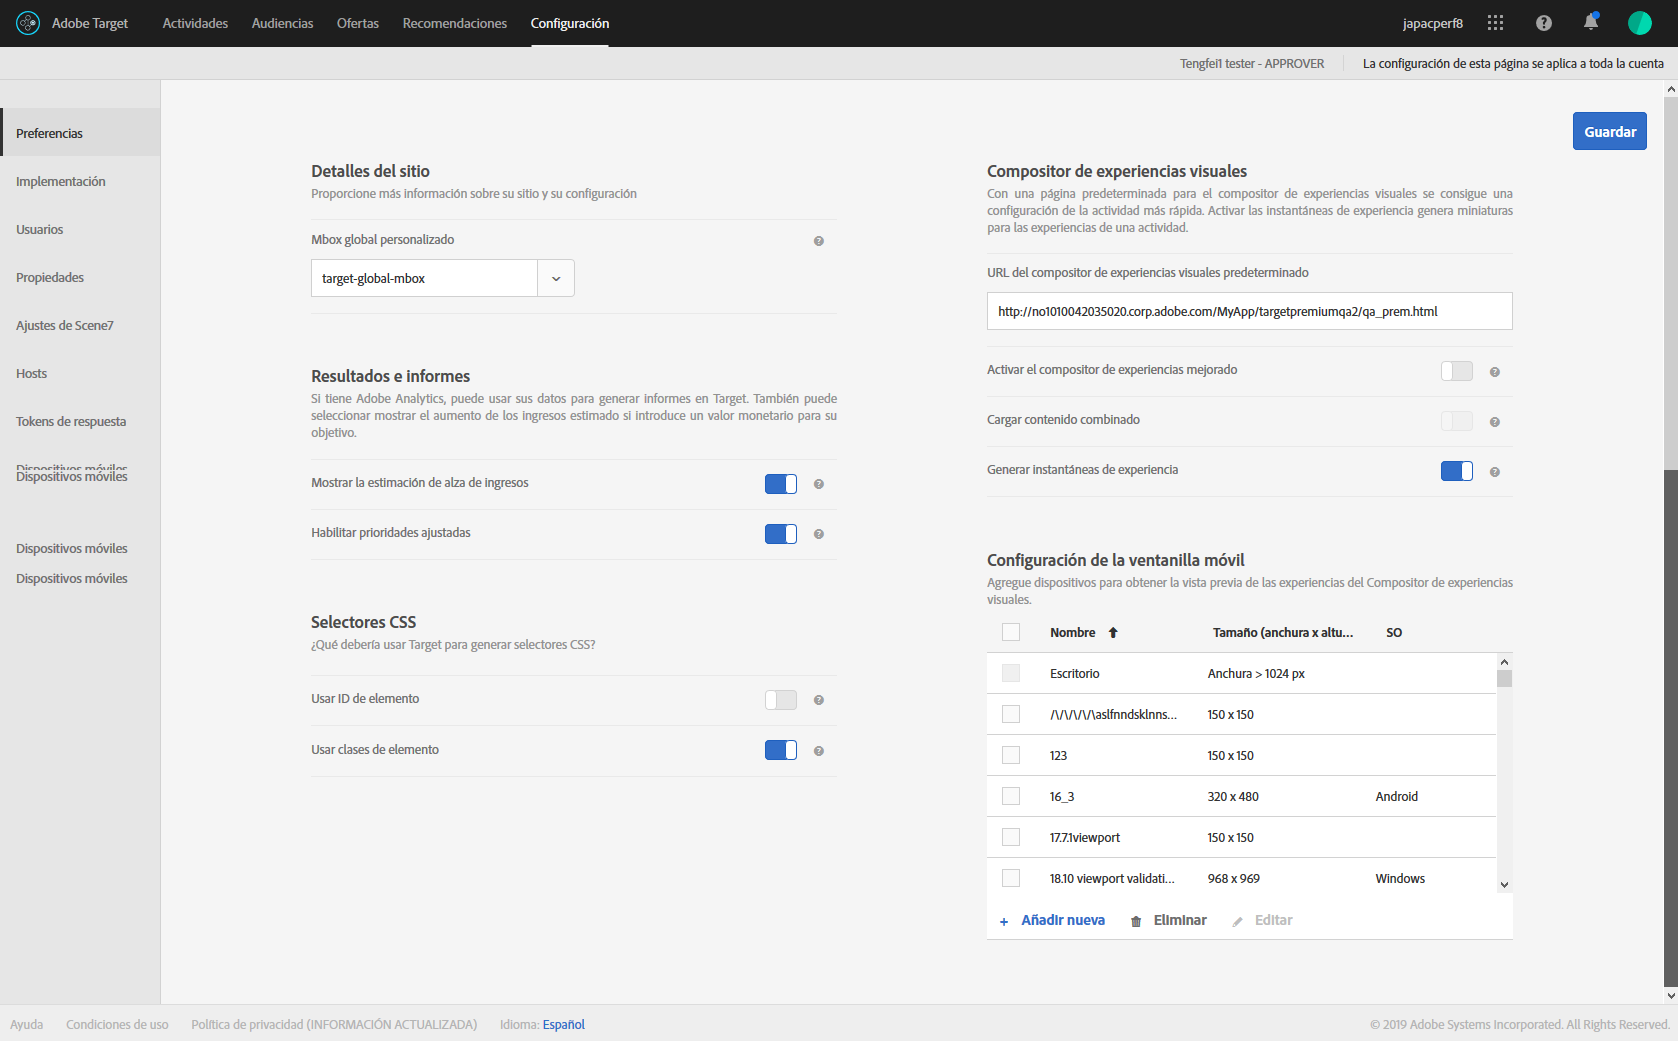 Adobe Target
Actividades
Audiencias
Ofertas
Recomendaciones
Configuración
japacperf8
Tengfei1 tester - APPROVER
La configuración de esta página se aplica a toda la cuenta
Preferencias
Implementación
Usuarios
Propiedades
Ajustes de Scene7
Hosts
Tokens de respuesta
Dispositivos móviles
Dispositivos móviles
Dispositivos móviles
Dispositivos móviles
Guardar
Detalles del sitio
Proporcione más información sobre su sitio y su configuración
Mbox global personalizado
target-global-mbox
Resultados e informes
Si tiene Adobe Analytics, puede usar sus datos para generar informes en Target. También puede
seleccionar mostrar el aumento de los ingresos estimado si introduce un valor monetario para su
objetivo.
Mostrar la estimación de alza de ingresos
Habilitar prioridades ajustadas
Selectores CSS
¿Qué debería usar Target para generar selectores CSS?
Usar ID de elemento
Usar clases de elemento
Compositor de experiencias visuales
Con una página predeterminada para el compositor de experiencias visuales se consigue una
configuración de la actividad más rápida. Activar las instantáneas de experiencia genera miniaturas
para las experiencias de una actividad.
URL del compositor de experiencias visuales predeterminado
http://no1010042035020.corp.adobe.com/MyApp/targetpremiumqa2/qa_prem.html
Activar el compositor de experiencias mejorado
Cargar contenido combinado
Generar instantáneas de experiencia
Configuración de la ventanilla móvil
Agregue dispositivos para obtener la vista previa de las experiencias del Compositor de experiencias
visuales.
Nombre Tamaño (anchura x altu... SO
Escritorio Anchura > 1024 px
/\/\/\/\/\aslfnndsklnns... 150 x 150
123 150 x 150
16_3 320 x 480 Android
17.7.1viewport 150 x 150
18.10 viewport validati... 968 x 969 Windows
+ Añadir nueva Eliminar Editar
Ayuda
Condiciones de uso
Política de privacidad (INFORMACIÓN ACTUALIZADA)
Idioma: Español
© 2019 Adobe Systems Incorporated. All Rights Reserved.